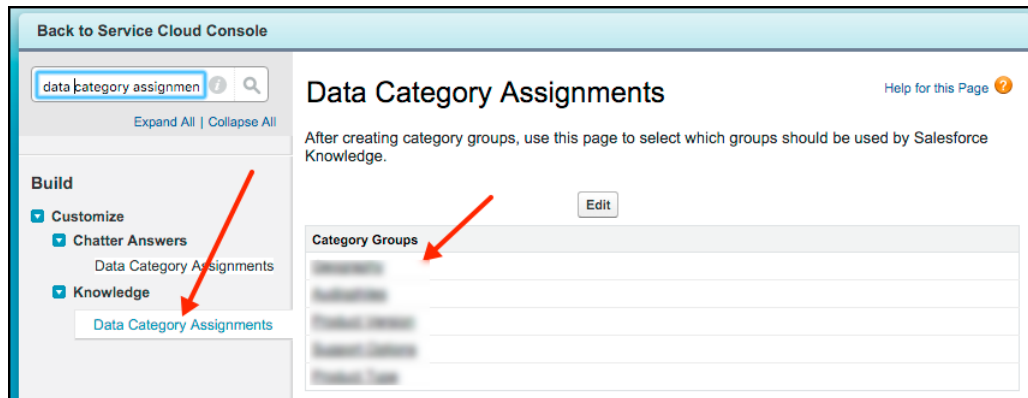 Back to Service Cloud Console
data category assignmen
Expand All | Collapse All
Build
Customize
Chatter Answers
Data Category Assignments
Knowledge
Data Category Assignments
Data Category Assignments
Help for this Page
After creating category groups, use this page to select which groups should be used by Salesforce
Knowledge.
Edit
Category Groups